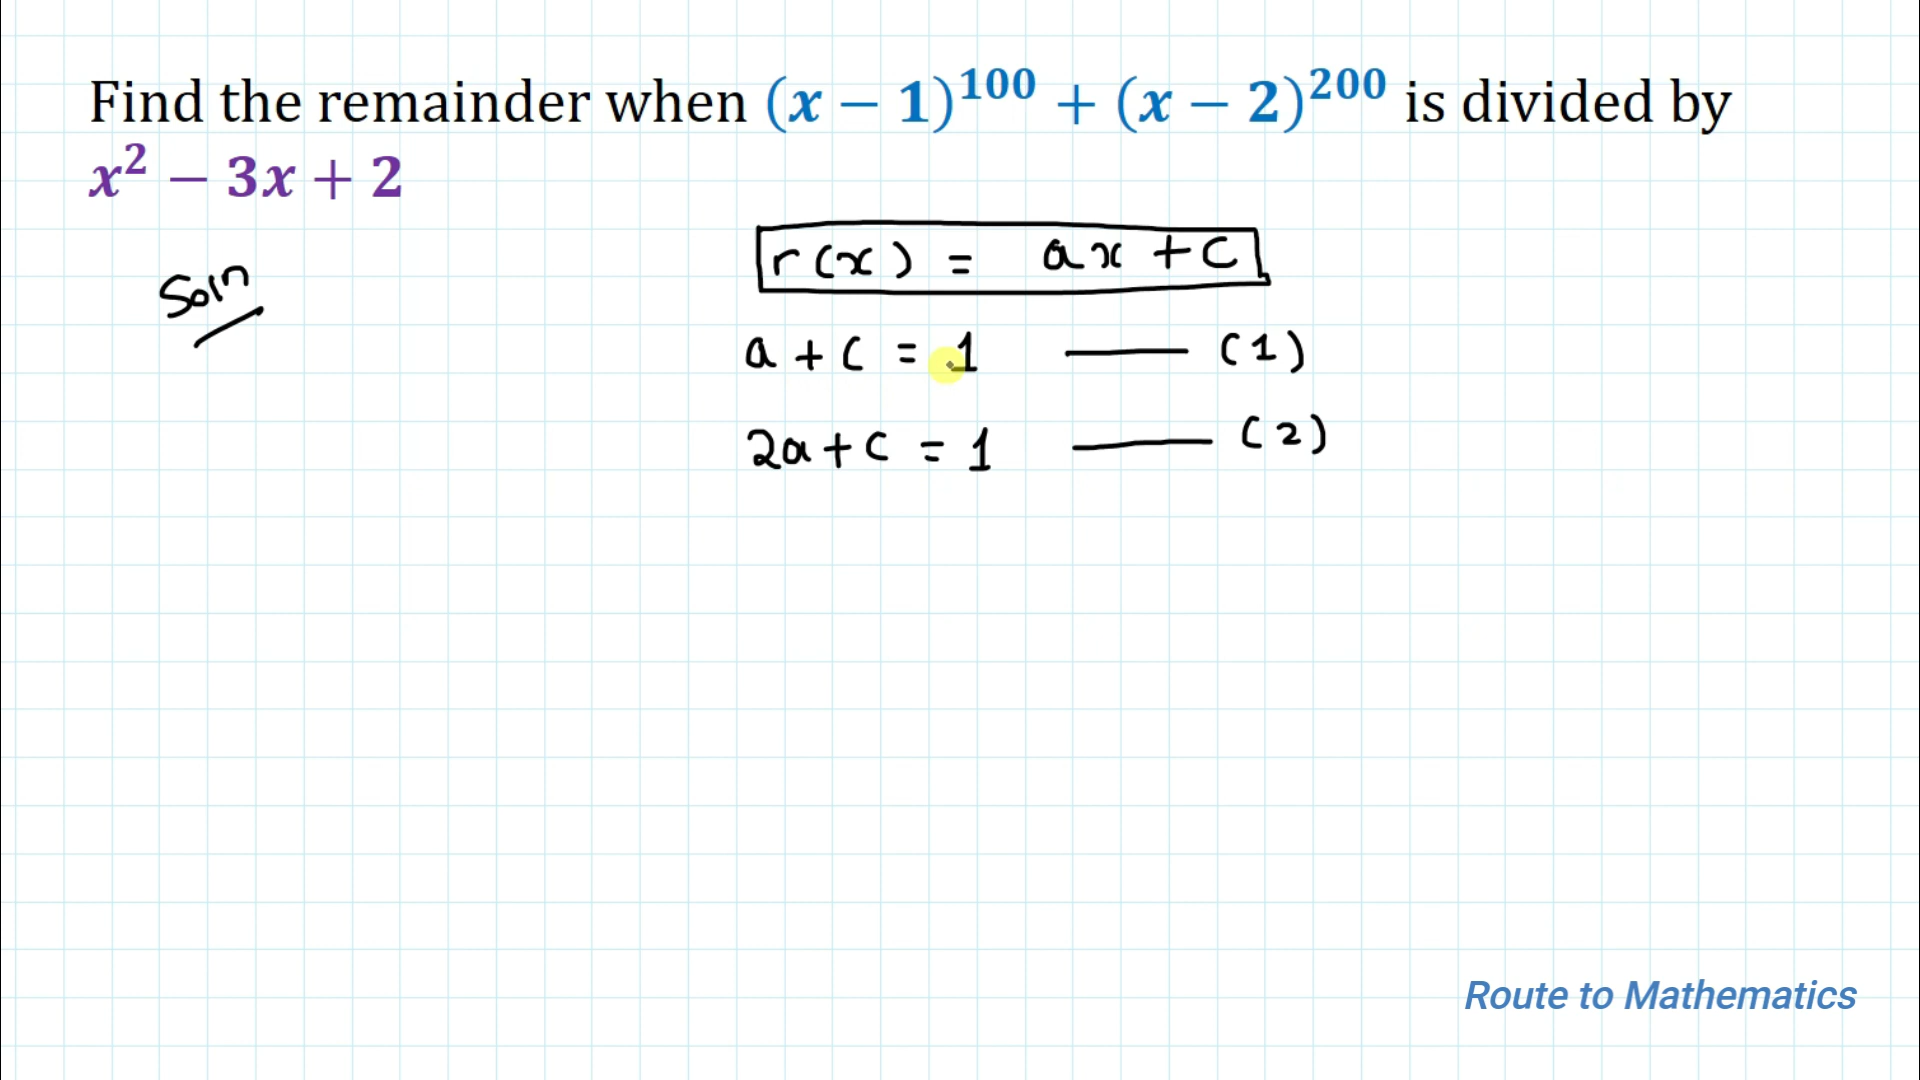 Find the remainder when (x − 1)¹⁰⁰ + (x − 2)²⁰⁰ is divided by
x² − 3x + 2
Soln
r(x) = ax + c
a + c = 1 —— (1)
2a + c = 1 —— (2)
Route to Mathematics